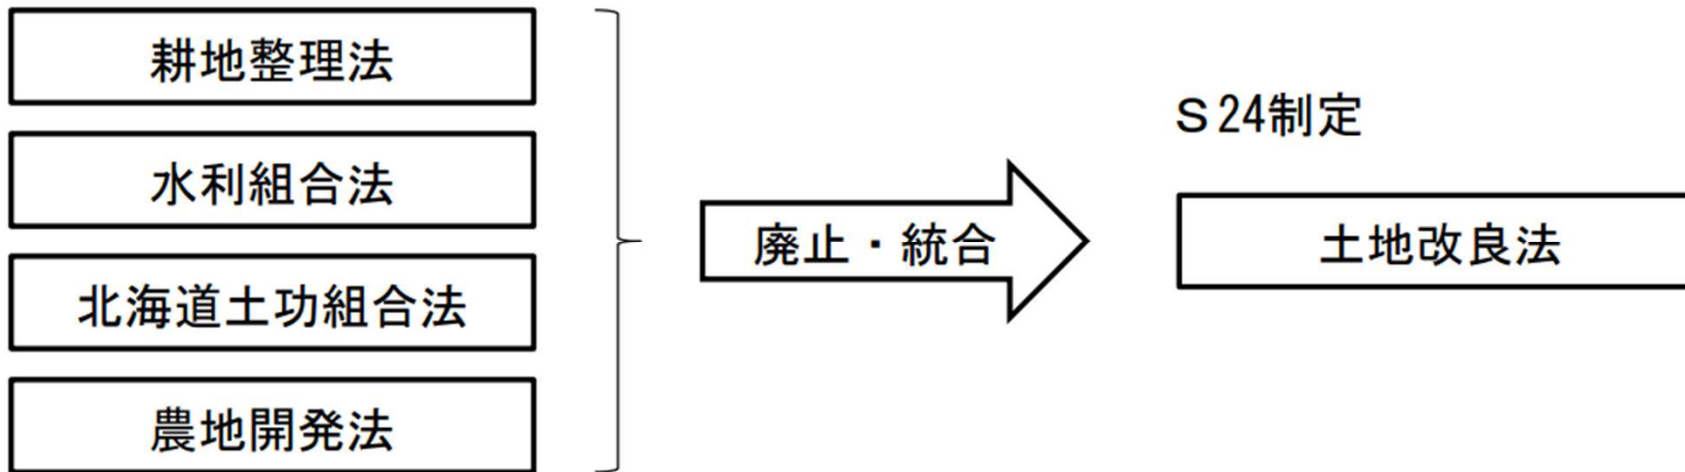 耕地整理法
水利組合法
北海道土功組合法
農地開発法
廃止・統合
Ｓ24制定
土地改良法